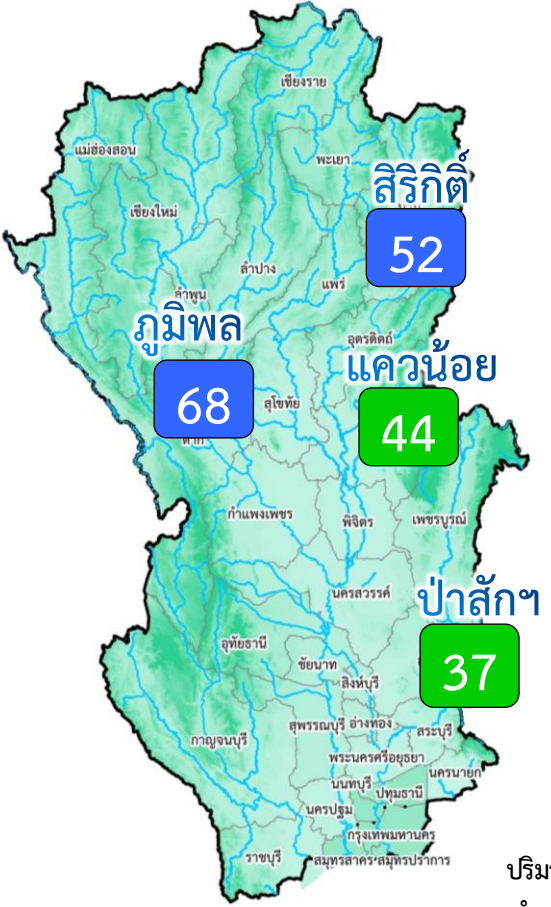 เชียงราย
แม่ฮ่องสอน
พะเยา
สิริกิติ์
เชียงใหม่
52
ลำปาง
แพร่
ลำพูน
ภูมิพล
อุตรดิตถ์
แควน้อย
68
สุโขทัย
44
ตาก
กำแพงเพชร
พิจิตร
เพชรบูรณ์
นครสวรรค์
ป่าสักฯ
อุทัยธานี
37
ชัยนาท
สิงห์บุรี
สุพรรณบุรี อ่างทอง
สระบุรี
กาญจนบุรี
พระนครศรีอยุธยา
นครนายก
นนทบุรี
ปทุมธานี
นครปฐม
กรุงเทพมหานคร
ราชบุรี
สมุทรสาคร สมุทรปราการ